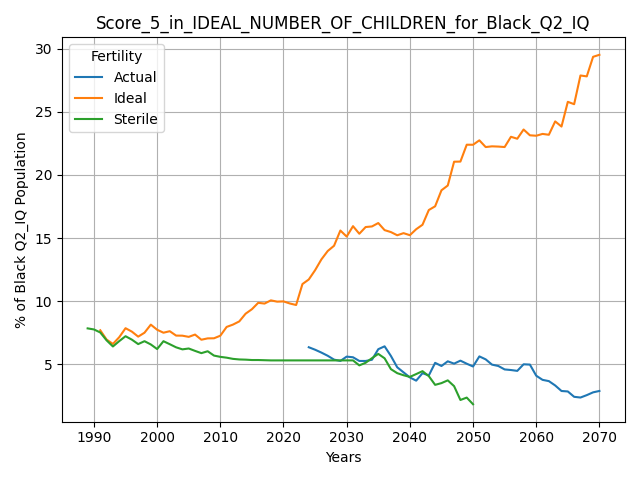 Score_5_in_IDEAL_NUMBER_OF_CHILDREN_for_Black_Q2_IQ
Fertility
Actual
Ideal
Sterile
% of Black Q2_IQ Population
30
25
20
15
10
5
1990 2000 2010 2020 2030 2040 2050 2060 2070
Years